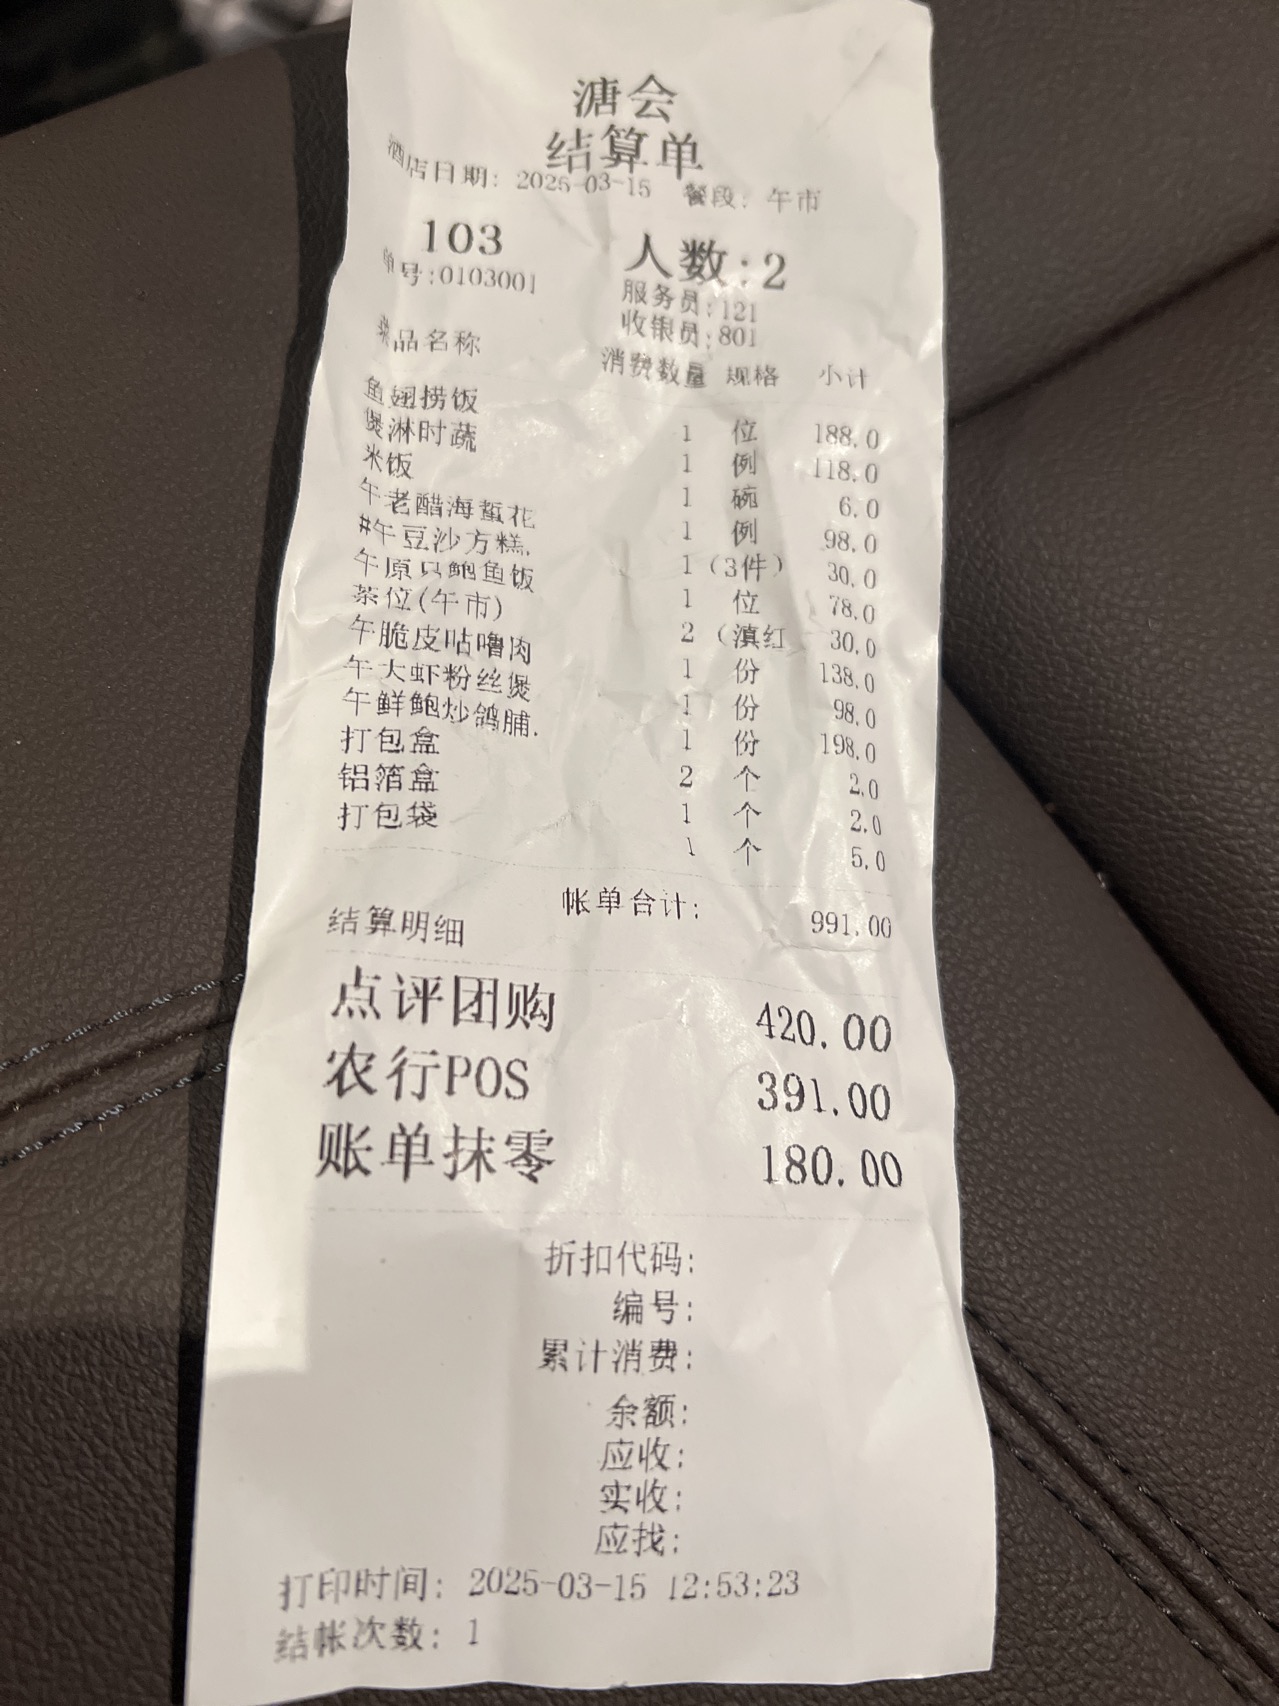 溏会
结算单
酒店日期: 2025-03-15 餐段: 午市
103 人数:2
单号:0103001 服务员:121
收银员:801
菜品名称 消费数量 规格 小计
鱼翅捞饭 1 位 188.0
煲淋时蔬 1 例 118.0
米饭 1 碗 6.0
午老醋海蜇花 1 例 98.0
#午豆沙方糕. 1 (3件) 30.0
午原只鲍鱼饭 1 位 78.0
茶位(午市) 2 (滇红 30.0
午脆皮咕噜肉 1 份 138.0
午大虾粉丝煲 1 份 98.0
午鲜鲍炒鸽脯. 1 份 198.0
打包盒 2 个 2.0
铝箔盒 1 个 2.0
打包袋 1 个 5.0
帐单合计: 991.00
结算明细
点评团购 420.00
农行POS 391.00
账单抹零 180.00
折扣代码:
编号:
累计消费:
余额:
应收:
实收:
应找:
打印时间: 2025-03-15 12:53:23
结帐次数: 1